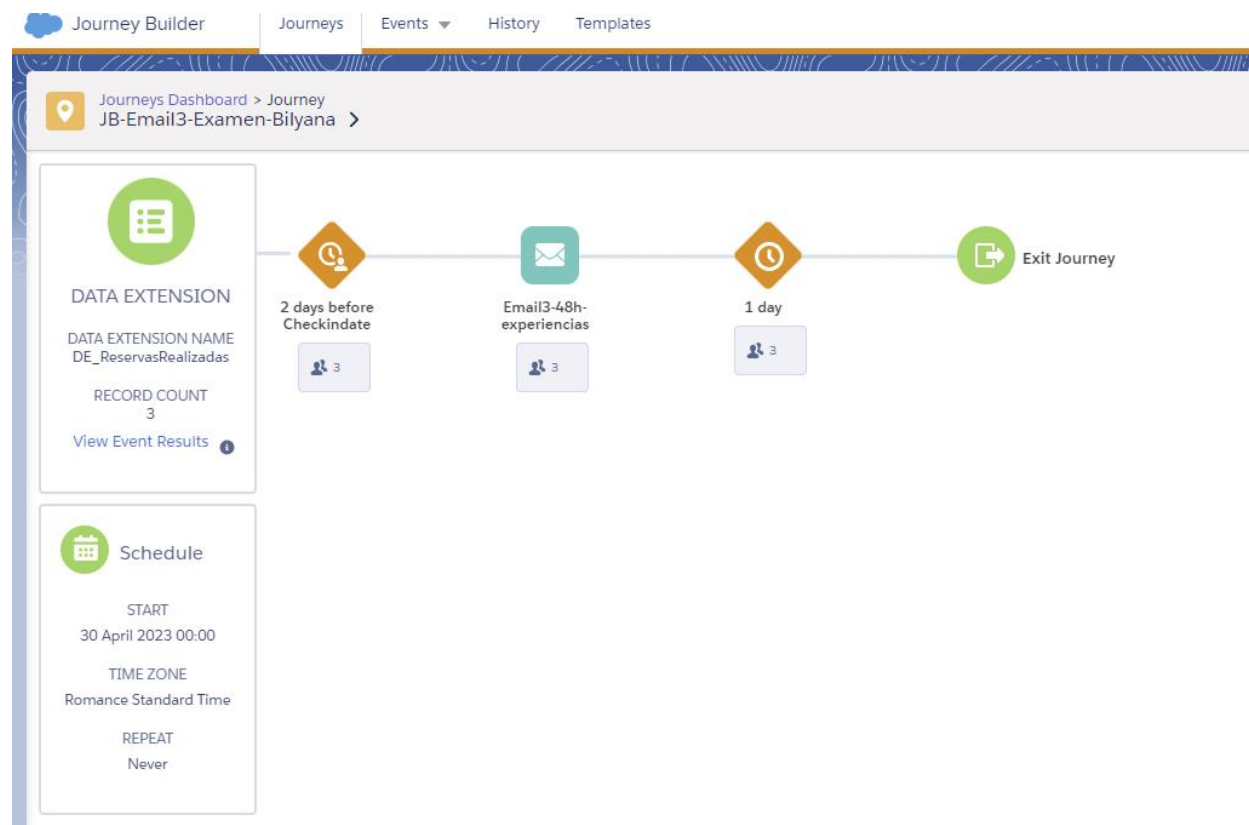 Journey Builder
Journeys
Events
History
Templates
Journeys Dashboard > Journey
JB-Email3-Examen-Bilyana >
DATA EXTENSION
DATA EXTENSION NAME
DE_ReservasRealizadas
RECORD COUNT
3
View Event Results
2 days before
Checkindate
3
Email3-48h-
experiencias
3
1 day
3
Exit Journey
Schedule
START
30 April 2023 00:00
TIME ZONE
Romance Standard Time
REPEAT
Never